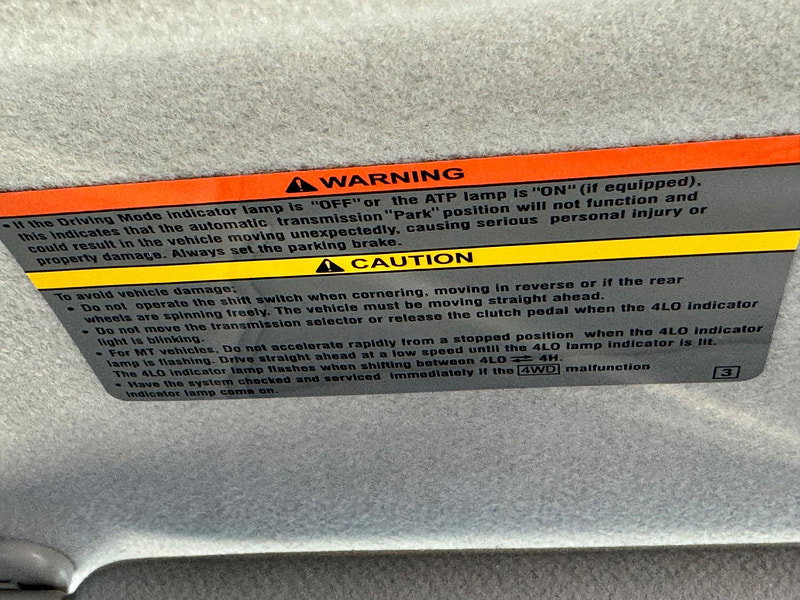 ⚠WARNING
• If the Driving Mode indicator lamp is "OFF" or the ATP lamp is "ON" (if equipped),
this indicates that the automatic transmission "Park" position will not function and
could result in the vehicle moving unexpectedly, causing serious personal injury or
property damage. Always set the parking brake.
⚠CAUTION
To avoid vehicle damage;
• Do not operate the shift switch when cornering, moving in reverse or if the rear
wheels are spinning freely. The vehicle must be moving straight ahead.
• Do not move the transmission selector or release the clutch pedal when the 4LO indicator
light is blinking.
• For MT vehicles, Do not accelerate rapidly from a stopped position when the 4LO indicator
lamp is flashing. Drive straight ahead at a low speed until the 4LO lamp indicator is lit.
The 4LO indicator lamp flashes when shifting between 4LO ⇌ 4H.
• Have the system checked and serviced immediately if the 4WD malfunction
indicator lamp come on.
3